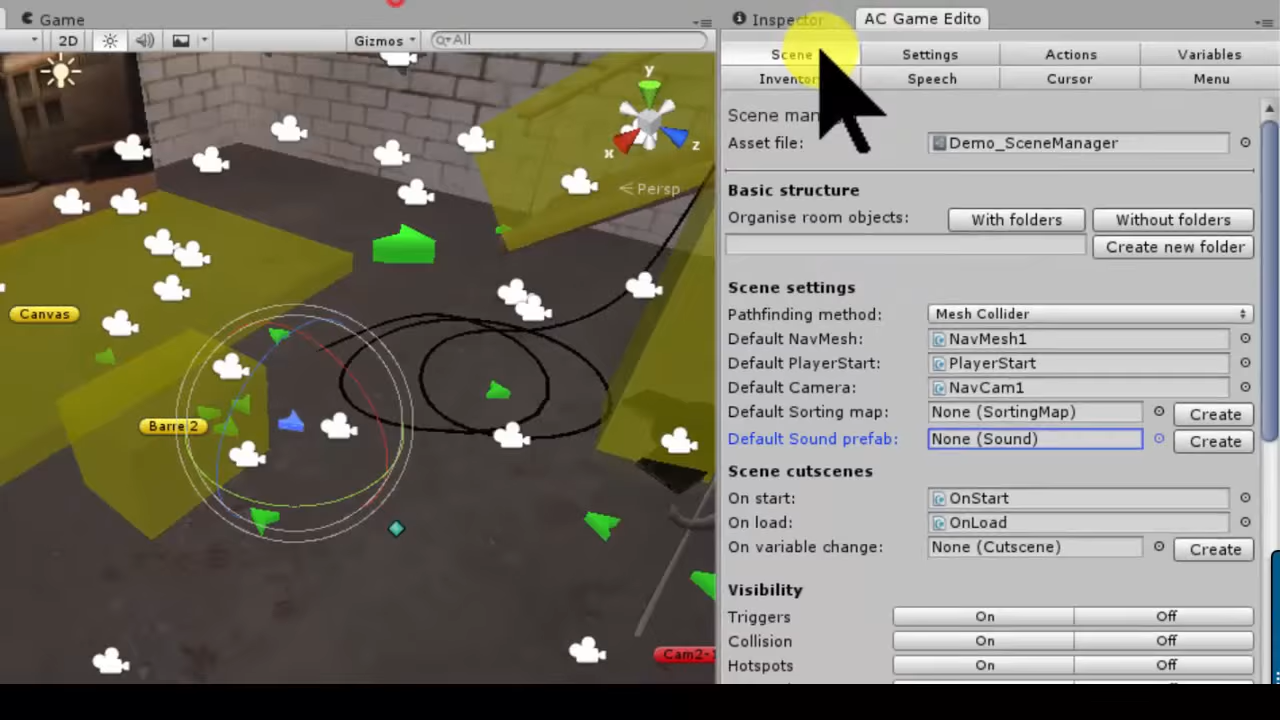 Game
Inspector
AC Game Edito
2D
Gizmos
All
Scene
Settings
Actions
Variables
Speech
Cursor
Menu
Asset file:
Demo_SceneManager
Basic structure
Organise room objects:
With folders
Without folders
Create new folder
Scene settings
Pathfinding method:
Mesh Collider
Default NavMesh:
NavMesh1
Default PlayerStart:
PlayerStart
Default Camera:
NavCam1
Default Sorting map:
None (SortingMap)
Create
Default Sound prefab:
None (Sound)
Create
Scene cutscenes
On start:
OnStart
On load:
OnLoad
On variable change:
None (Cutscene)
Create
Visibility
Triggers
On
Off
Collision
On
Off
Hotspots
On
Off
y
x
z
Persp
Canvas
Barrel 2